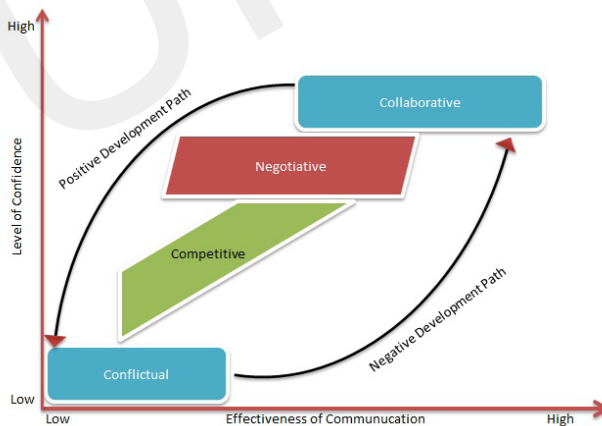 High
Collaborative
Positive Development Path
Negotiative
Level of Confidence
Competitive
Negative Development Path
Conflictual
Low
Low
Effectiveness of Communucation
High